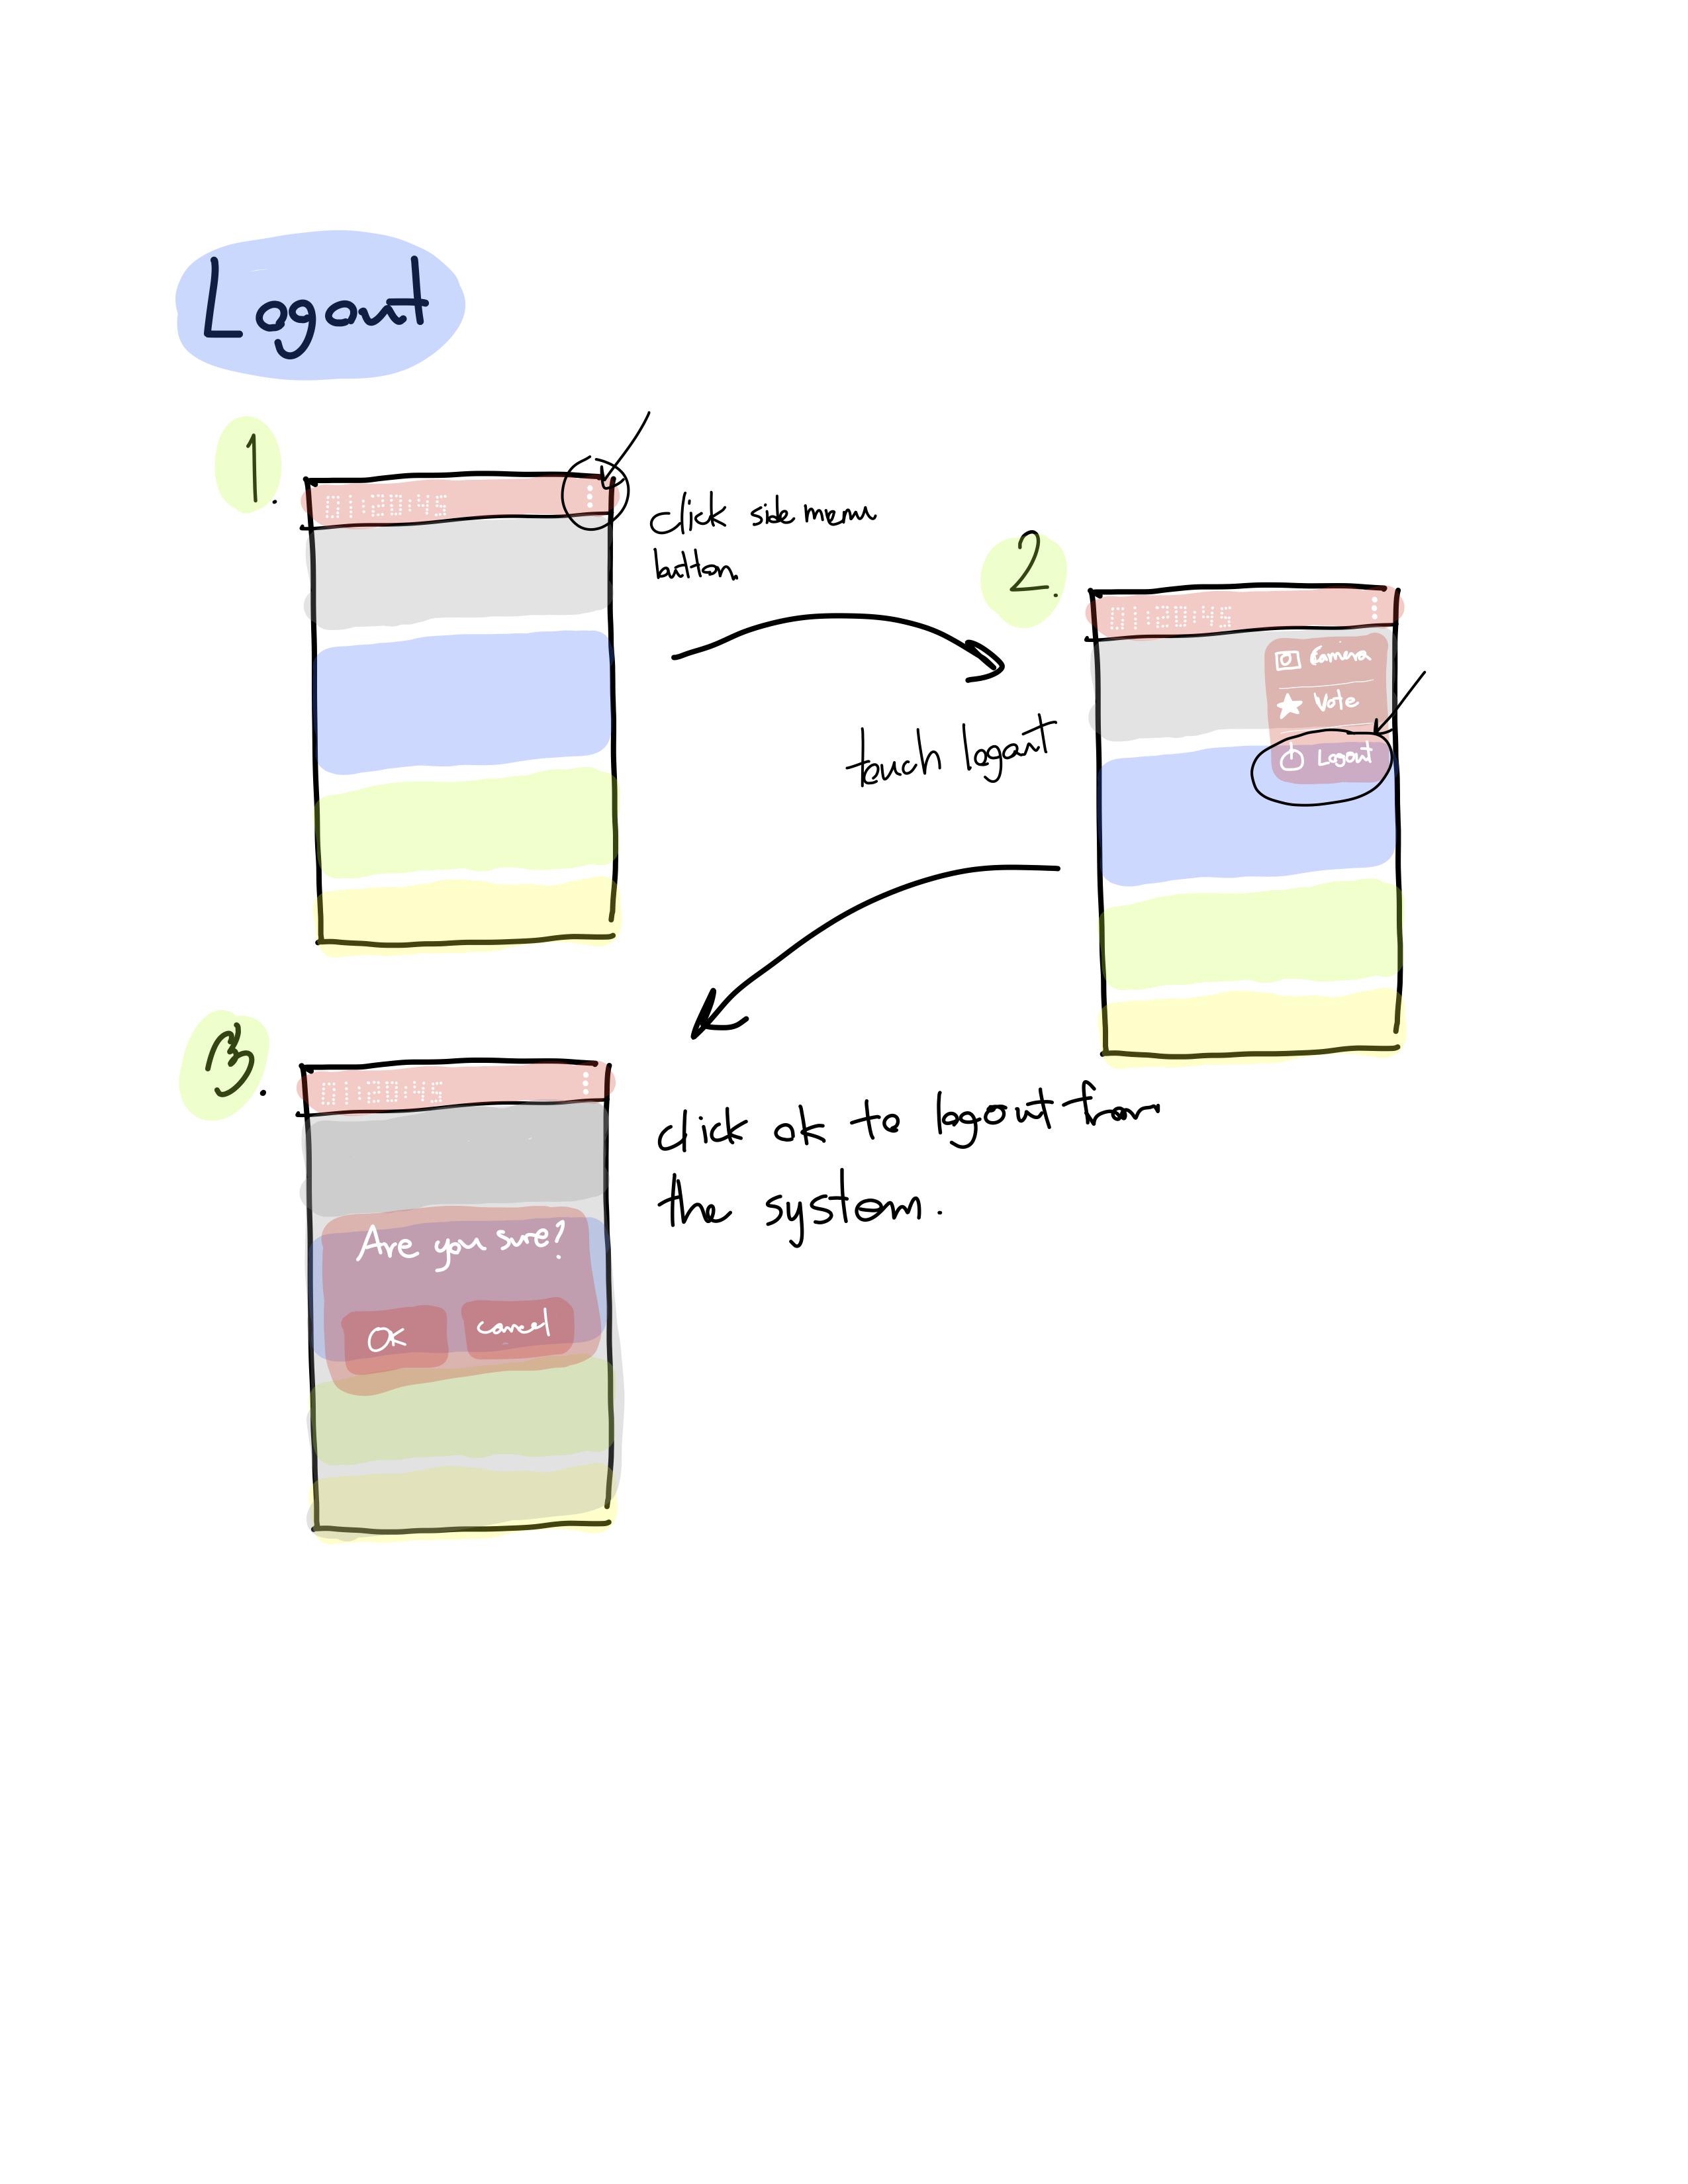 Logout
1.
01:20:45
click side menu
button
2.
01:20:45
Camera
Vote
Logout
touch logout
3.
01:20:45
Are you sure?
OK
cancel
click ok to logout from
the system.